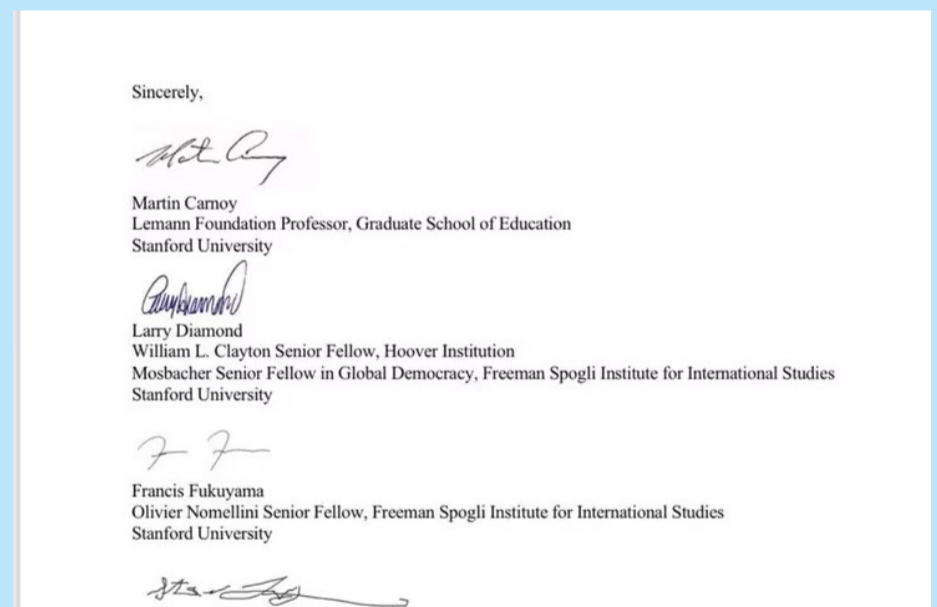 Sincerely,
Martin Carnoy
Lemann Foundation Professor, Graduate School of Education
Stanford University
Larry Diamond
Larry Diamond
William L. Clayton Senior Fellow, Hoover Institution
Mosbacher Senior Fellow in Global Democracy, Freeman Spogli Institute for International Studies
Stanford University
Francis Fukuyama
Olivier Nomellini Senior Fellow, Freeman Spogli Institute for International Studies
Stanford University